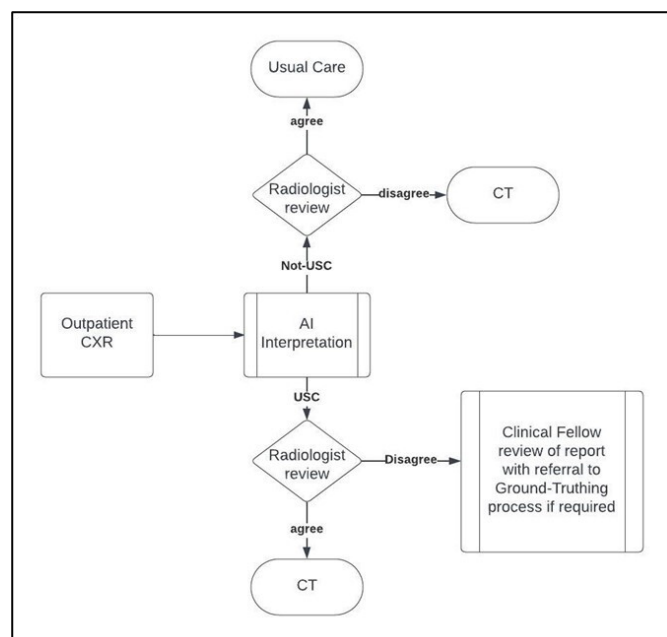 Usual Care
agree
Radiologist
review
disagree
CT
Not-USC
Outpatient
CXR
AI
Interpretation
USC
Radiologist
review
Disagree
Clinical Fellow
review of report
with referral to
Ground-Truthing
process if required
agree
CT